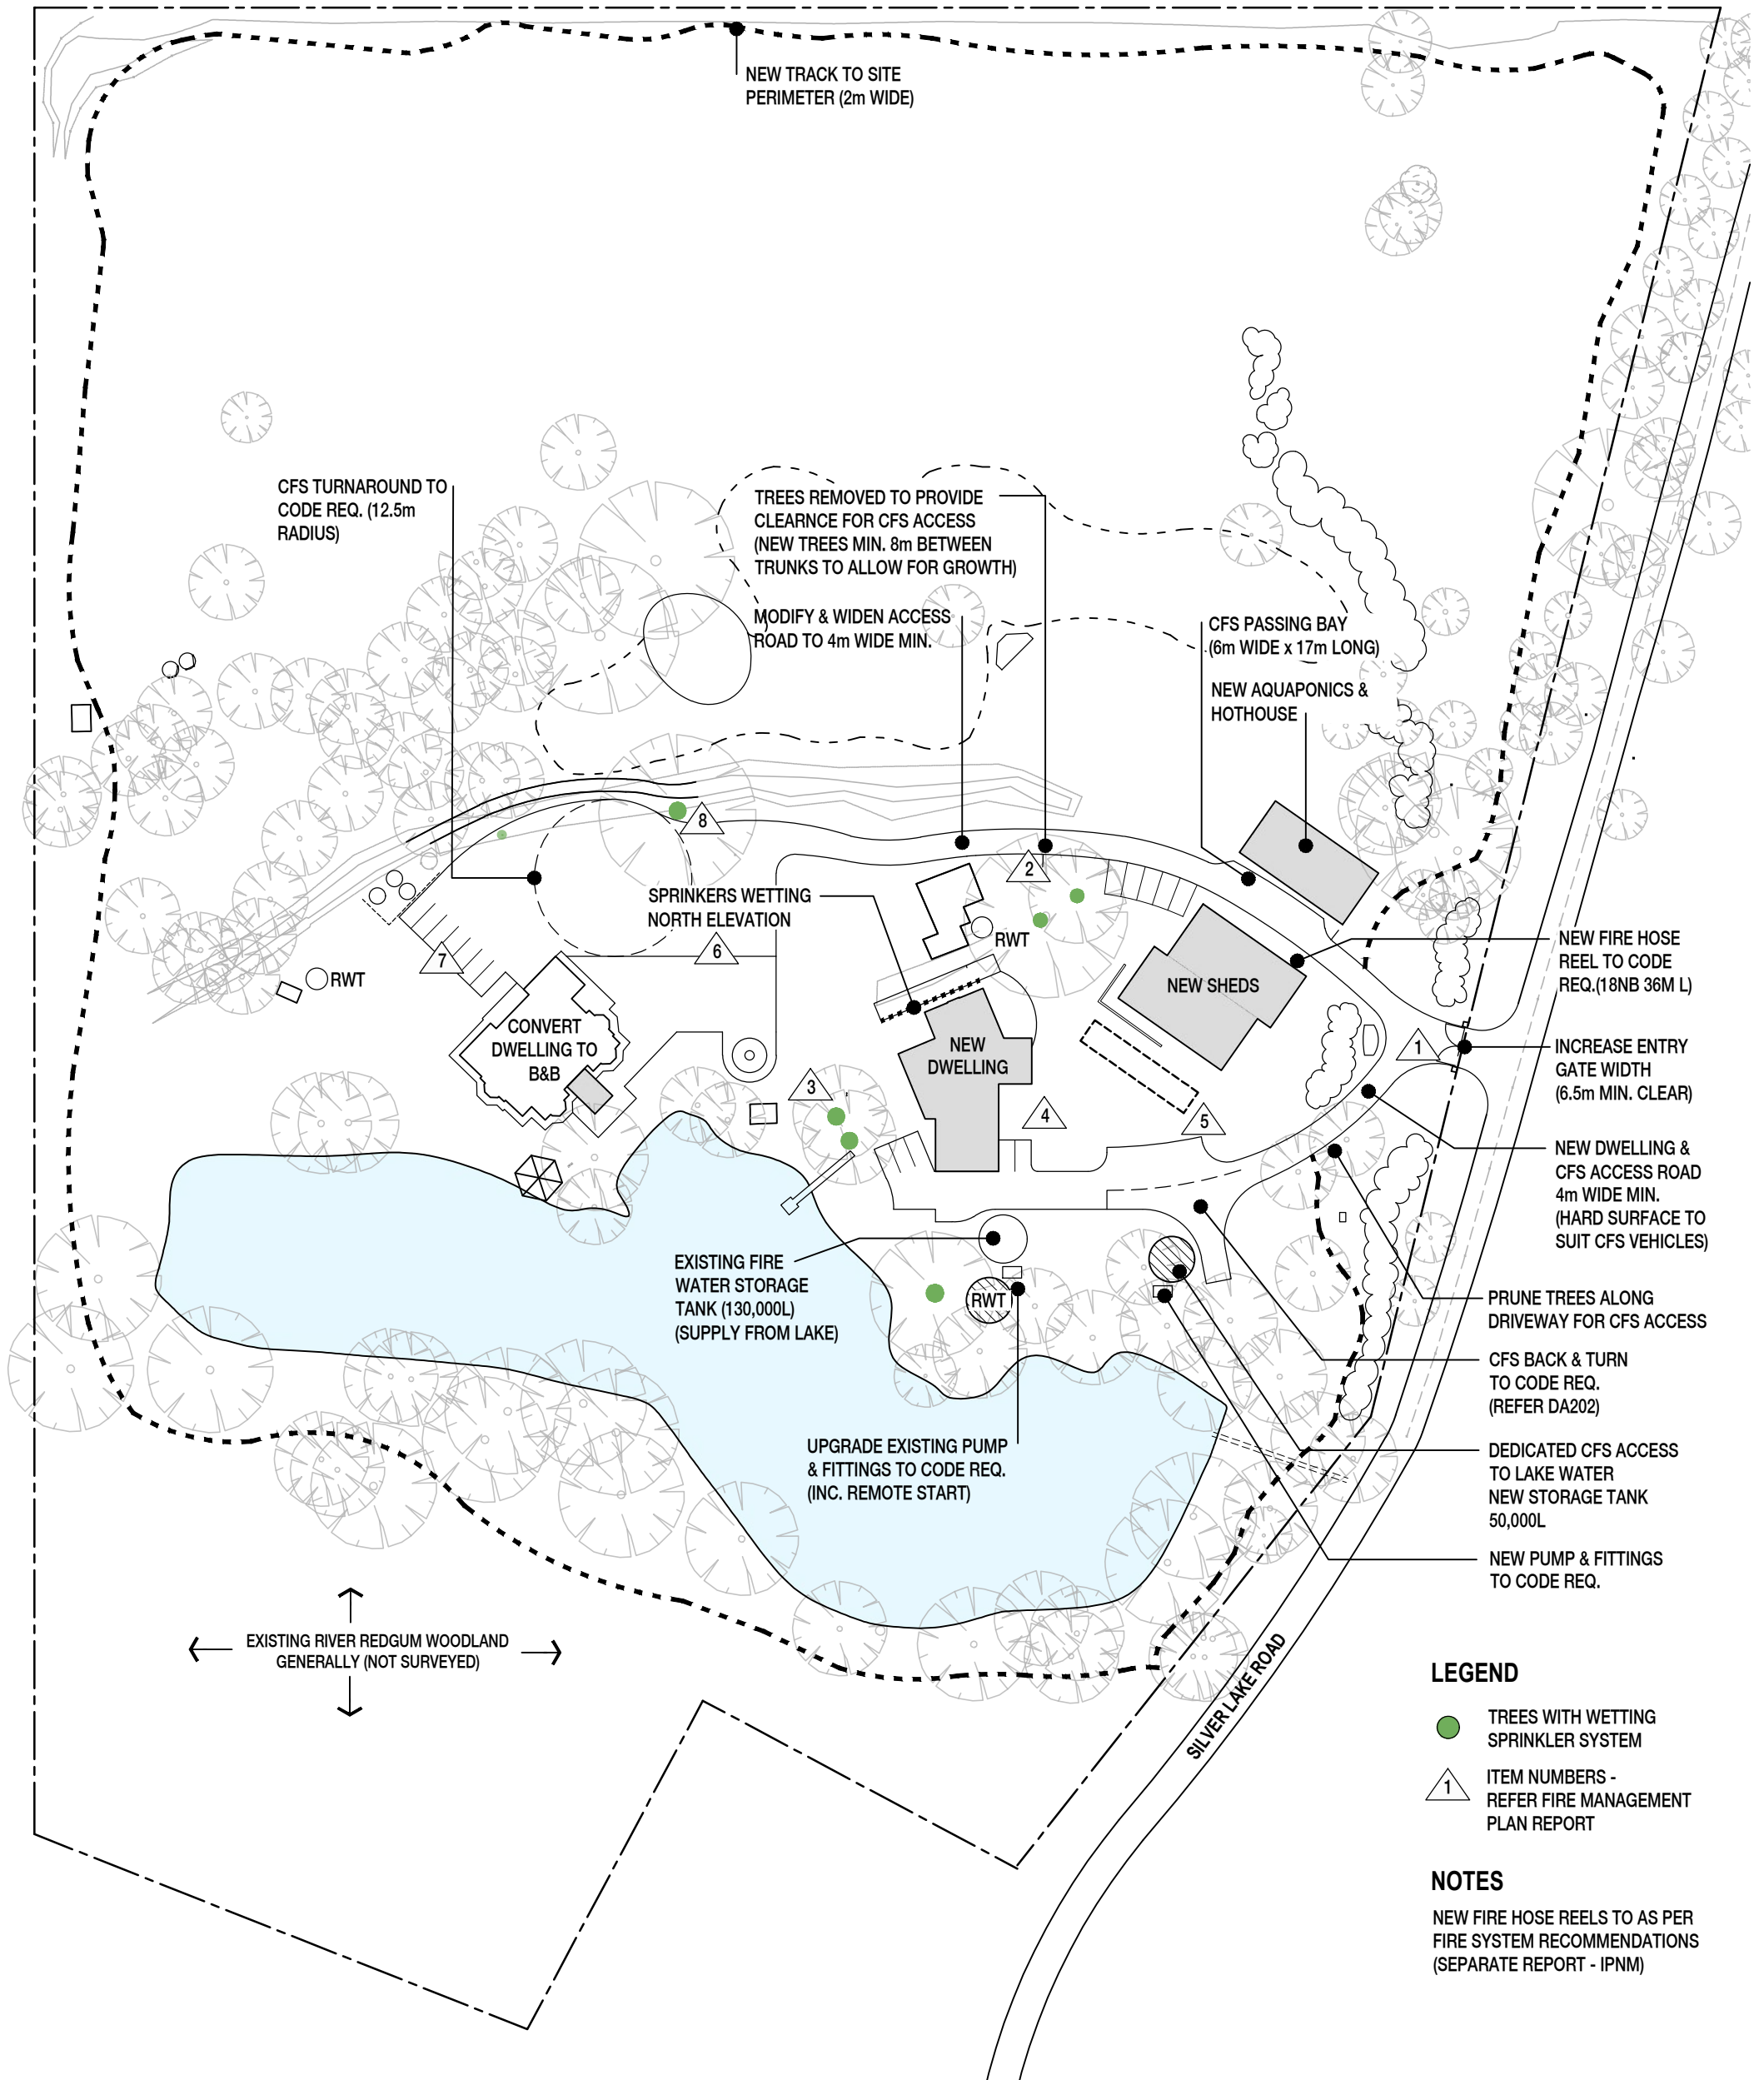 NEW TRACK TO SITE
PERIMETER (2m WIDE)
CFS TURNAROUND TO
CODE REQ. (12.5m
RADIUS)
TREES REMOVED TO PROVIDE
CLEARNCE FOR CFS ACCESS
(NEW TREES MIN. 8m BETWEEN
TRUNKS TO ALLOW FOR GROWTH)
MODIFY & WIDEN ACCESS
ROAD TO 4m WIDE MIN.
CFS PASSING BAY
(6m WIDE x 17m LONG)
NEW AQUAPONICS &
HOTHOUSE
8
2
SPRINKERS WETTING
NORTH ELEVATION
RWT
6
7
RWT
NEW SHEDS
NEW FIRE HOSE
REEL TO CODE
REQ.(18NB 36M L)
CONVERT
DWELLING TO
B&B
NEW
DWELLING
1
INCREASE ENTRY
GATE WIDTH
(6.5m MIN. CLEAR)
3
4
5
NEW DWELLING &
CFS ACCESS ROAD
4m WIDE MIN.
(HARD SURFACE TO
SUIT CFS VEHICLES)
EXISTING FIRE
WATER STORAGE
TANK (130,000L)
(SUPPLY FROM LAKE)
RWT
PRUNE TREES ALONG
DRIVEWAY FOR CFS ACCESS
CFS BACK & TURN
TO CODE REQ.
(REFER DA202)
UPGRADE EXISTING PUMP
& FITTINGS TO CODE REQ.
(INC. REMOTE START)
DEDICATED CFS ACCESS
TO LAKE WATER
NEW STORAGE TANK
50,000L
NEW PUMP & FITTINGS
TO CODE REQ.
EXISTING RIVER REDGUM WOODLAND
GENERALLY (NOT SURVEYED)
SILVER LAKE ROAD
LEGEND
TREES WITH WETTING
SPRINKLER SYSTEM
1
ITEM NUMBERS -
REFER FIRE MANAGEMENT
PLAN REPORT
NOTES
NEW FIRE HOSE REELS TO AS PER
FIRE SYSTEM RECOMMENDATIONS
(SEPARATE REPORT - IPNM)